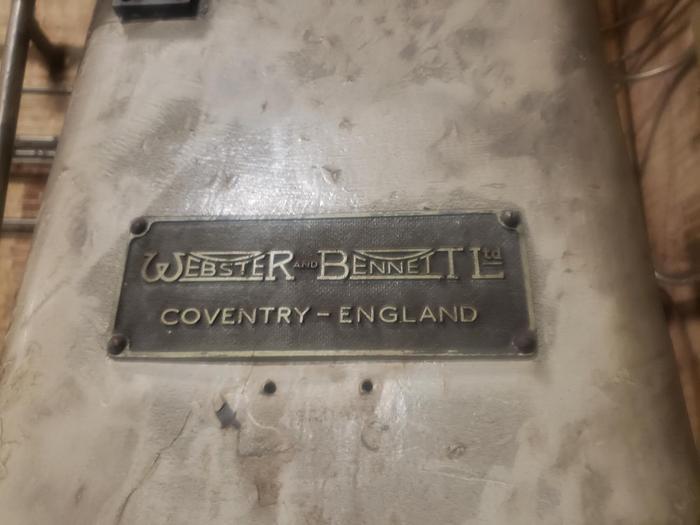 WEBSTER AND BENNETT Ltd
COVENTRY - ENGLAND